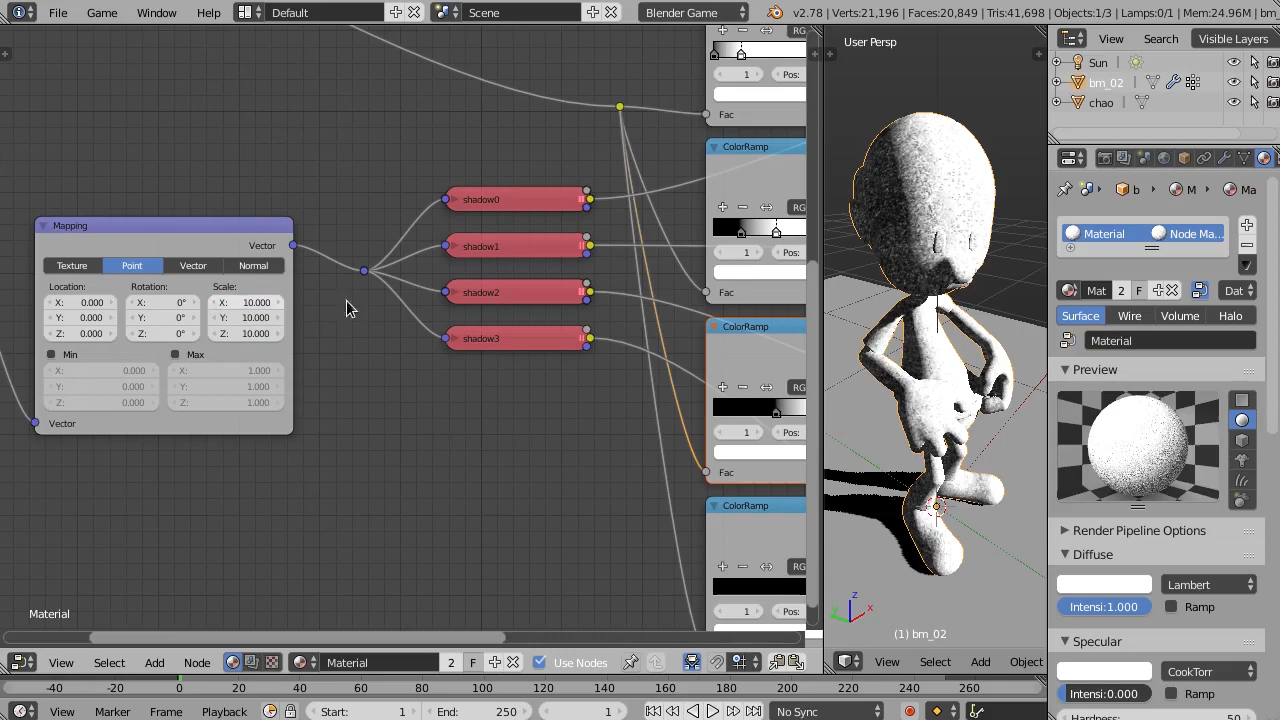 File Game Window Help Default Scene Blender Game v2.78 | Verts:21,196 | Faces:20,849 | Tris:41,698 | Objects:1/3 | Lamps:0/1 | Mem:24.96M | bm
User Persp
View Search Visible Layers
Sun
bm_02
chao
RG
1 Pos:
Fac
ColorRamp
RG
1 Pos:
Fac
ColorRamp
RG
1 Pos:
Fac
ColorRamp
RG
1 Pos:
shadow0
shadow1
shadow2
shadow3
Mapping
Vector
Texture Point Vector Normal
Location: Rotation: Scale:
X: 0.000 X: 0° X: 10.000
Y: 0.000 Y: 0° Y: 10.000
Z: 0.000 Z: 0° Z: 10.000
Min Max
X: 0.000 X: 1.000
Y: 0.000 Y: 1.000
Z: 0.000 Z: 1.000
Vector
Material
b M Ma
Material Node Ma...
Mat 2 F Dat
Surface Wire Volume Halo
Material
Preview
Render Pipeline Options
Diffuse
Lambert
Intensi:1.000 Ramp
Specular
CookTorr
Intensi:0.000 Ramp
Hardness: 50
z
x
y
(1) bm_02
View Select Add Node Material 2 F Use Nodes
View Select Add Object
-40 -20 0 20 40 60 80 100 120 140 160 180 200 220 240 260
View Marker Frame Playback Start: 1 End: 250 1 No Sync